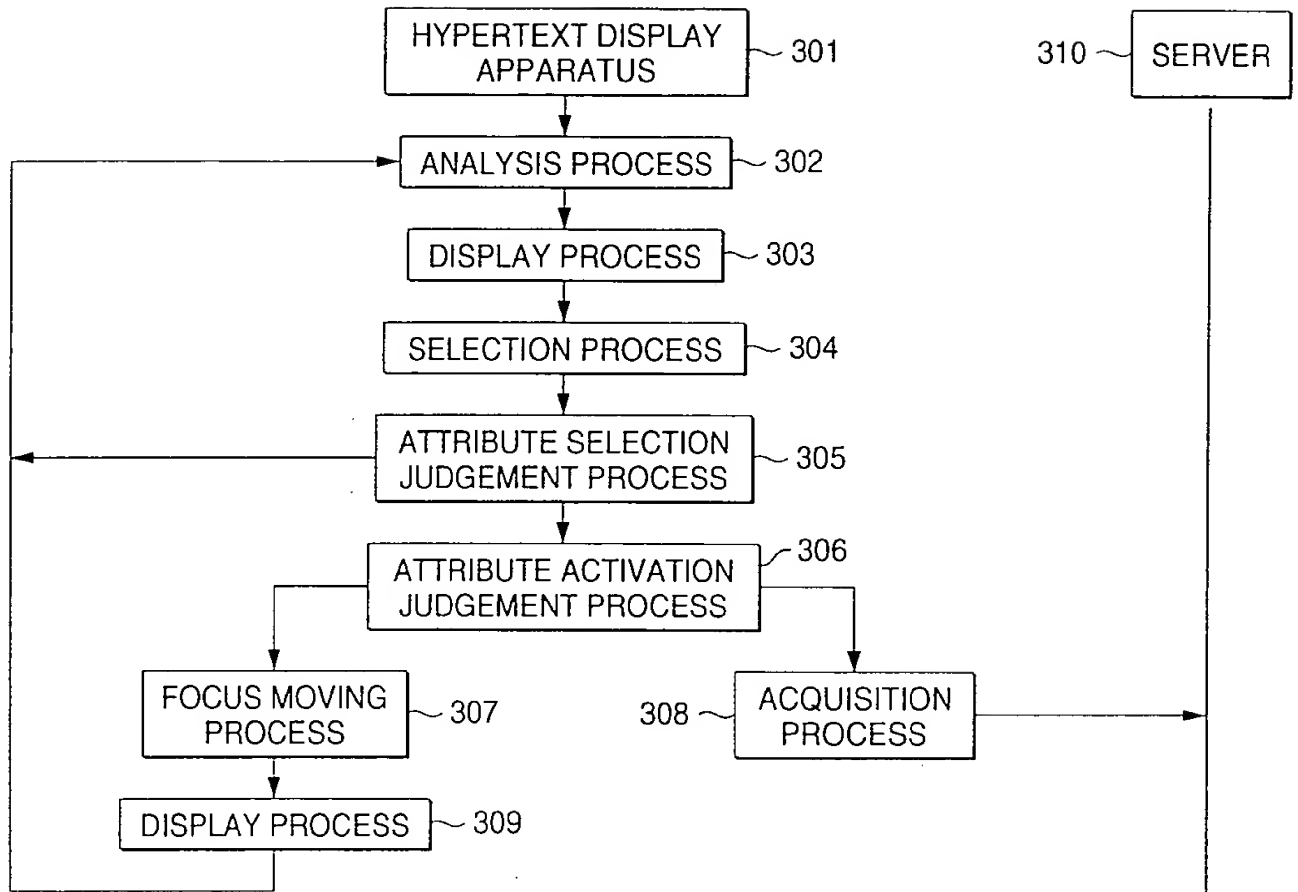 HYPERTEXT DISPLAY
APPARATUS
301
310
SERVER
ANALYSIS PROCESS
302
DISPLAY PROCESS
303
SELECTION PROCESS
304
ATTRIBUTE SELECTION
JUDGEMENT PROCESS
305
ATTRIBUTE ACTIVATION
JUDGEMENT PROCESS
306
FOCUS MOVING
PROCESS
307
308
ACQUISITION
PROCESS
DISPLAY PROCESS
309